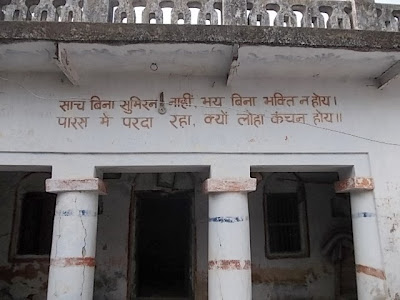 साच बिना सुमिरन नाहीं, भय बिना भक्ति न होय।
पारस में परदा रहा, क्यों लोहा कंचन होय॥